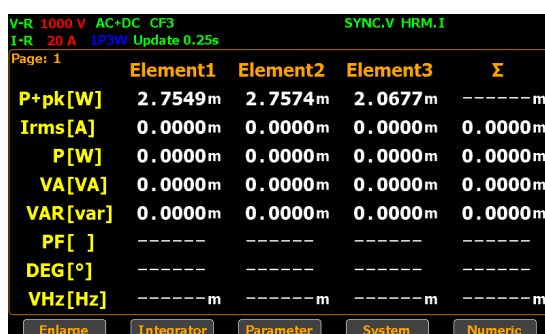 V-R 1000 V AC+DC CF3 SYNC.V HRM.I
I-R 20 A 1P3W Update 0.25s
Page: 1
Element1 Element2 Element3 Σ
P+pk[W] 2.7549m 2.7574m 2.0677m ------m
Irms[A] 0.0000m 0.0000m 0.0000m 0.0000m
P[W] 0.0000m 0.0000m 0.0000m 0.0000m
VA[VA] 0.0000m 0.0000m 0.0000m 0.0000m
VAR[var] 0.0000m 0.0000m 0.0000m 0.0000m
PF[ ] ------ ------ ------ ------
DEG[°] ------ ------ ------ ------
VHz[Hz] ------m ------m ------m ------m
Enlarge Integrator Parameter System Numeric